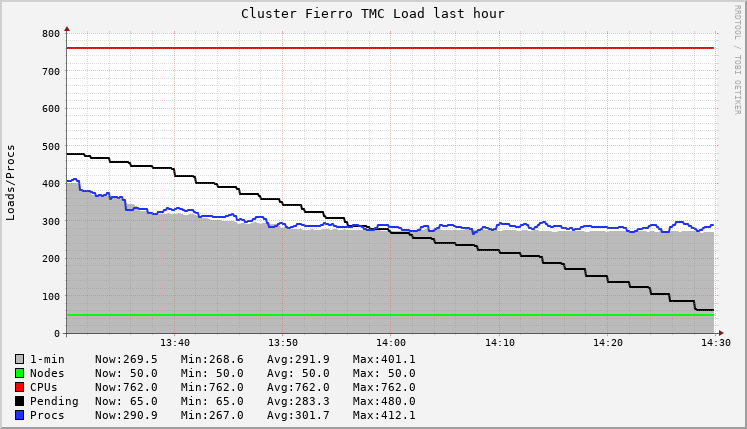 Cluster Fierro TMC Load last hour
RRDTOOL / TOBI OETIKER
Loads/Procs
800
700
600
500
400
300
200
100
0
13:40 13:50 14:00 14:10 14:20 14:30
1-min Now:269.5 Min:268.6 Avg:291.9 Max:401.1
Nodes Now: 50.0 Min: 50.0 Avg: 50.0 Max: 50.0
CPUs Now:762.0 Min:762.0 Avg:762.0 Max:762.0
Pending Now: 65.0 Min: 65.0 Avg:283.3 Max:480.0
Procs Now:290.9 Min:267.0 Avg:301.7 Max:412.1